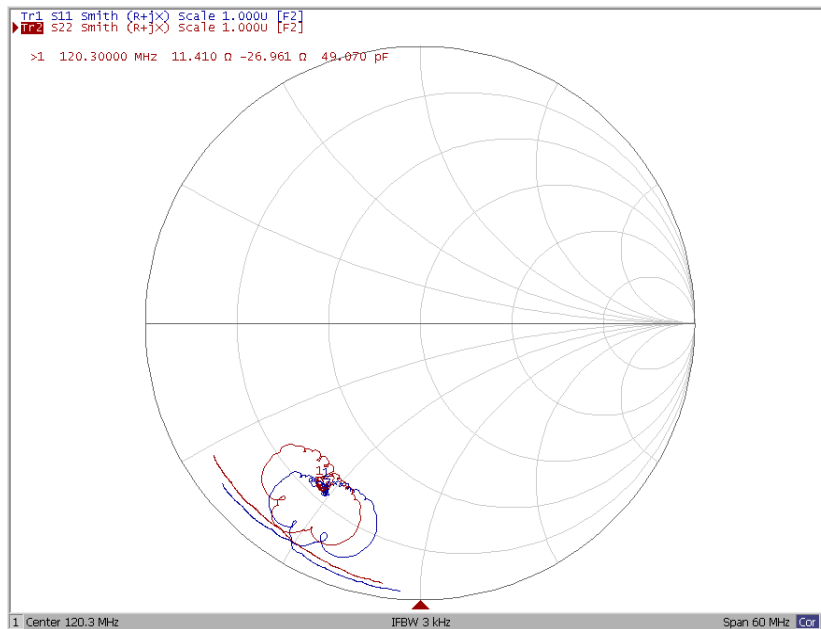 Tr1 S11 Smith (R+jX) Scale 1.000U [F2]
Tr2 S22 Smith (R+jX) Scale 1.000U [F2]
>1 120.30000 MHz 11.410 Ω -26.961 Ω 49.070 pF
1 Center 120.3 MHz IFBW 3 kHz Span 60 MHz Cor